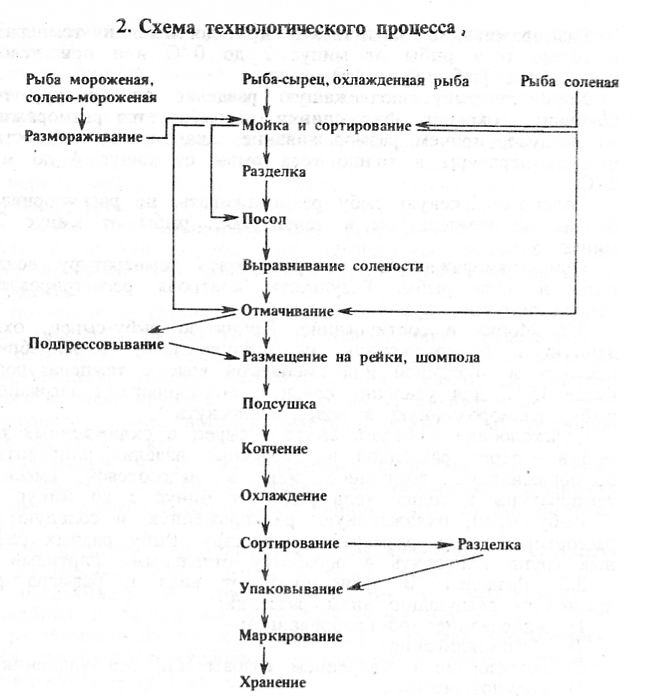 2. Схема технологического процесса,
Рыба мороженая,
солено-мороженая
Рыба-сырец, охлажденная рыба
Рыба соленая
Размораживание
Мойка и сортирование
Разделка
Посол
Выравнивание солености
Отмачивание
Подпрессовывание
Размещение на рейки, шомпола
Подсушка
Копчение
Охлаждение
Сортирование
Разделка
Упаковывание
Маркирование
Хранение